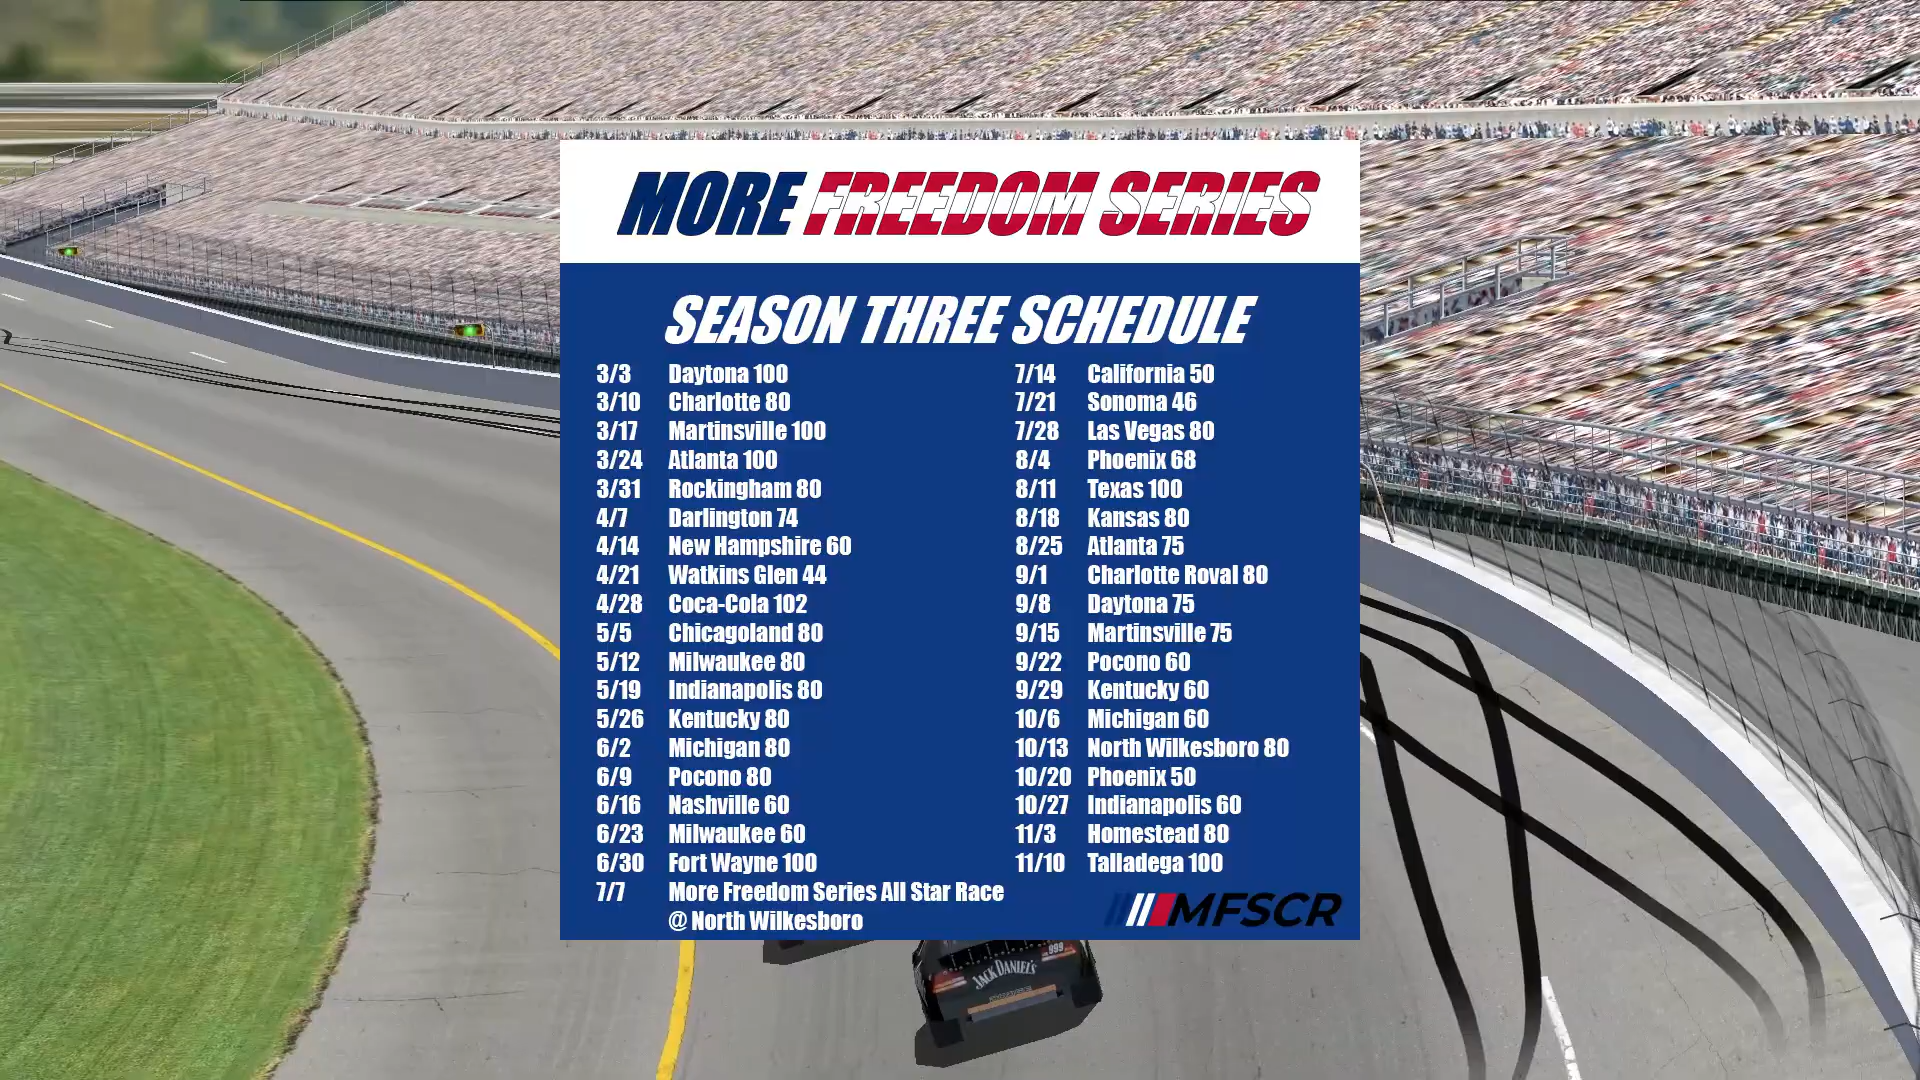 MORE FREEDOM SERIES
SEASON THREE SCHEDULE
3/3 Daytona 100
3/10 Charlotte 80
3/17 Martinsville 100
3/24 Atlanta 100
3/31 Rockingham 80
4/7 Darlington 74
4/14 New Hampshire 60
4/21 Watkins Glen 44
4/28 Coca-Cola 102
5/5 Chicagoland 80
5/12 Milwaukee 80
5/19 Indianapolis 80
5/26 Kentucky 80
6/2 Michigan 80
6/9 Pocono 80
6/16 Nashville 60
6/23 Milwaukee 60
6/30 Fort Wayne 100
7/7 More Freedom Series All Star Race
@ North Wilkesboro
7/14 California 50
7/21 Sonoma 46
7/28 Las Vegas 80
8/4 Phoenix 68
8/11 Texas 100
8/18 Kansas 80
8/25 Atlanta 75
9/1 Charlotte Roval 80
9/8 Daytona 75
9/15 Martinsville 75
9/22 Pocono 60
9/29 Kentucky 60
10/6 Michigan 60
10/13 North Wilkesboro 80
10/20 Phoenix 50
10/27 Indianapolis 60
11/3 Homestead 80
11/10 Talladega 100
MFSCR
999
JACK DANIEL'S